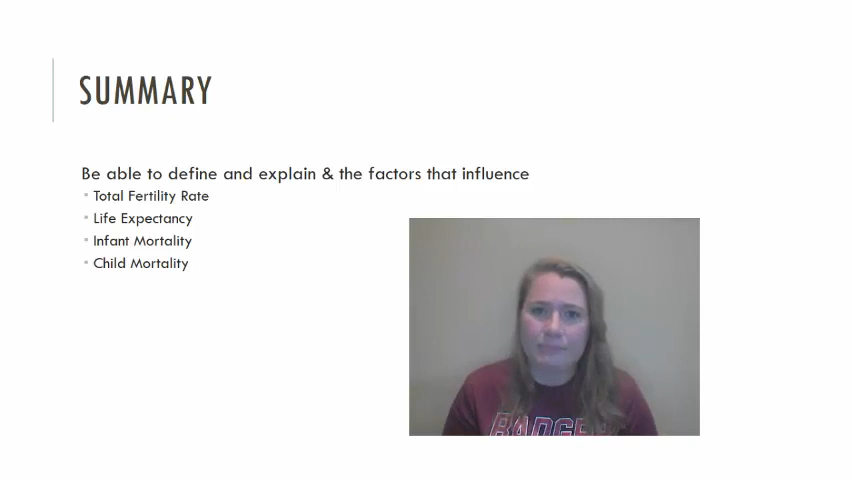 SUMMARY
Be able to define and explain & the factors that influence
Total Fertility Rate
Life Expectancy
Infant Mortality
Child Mortality